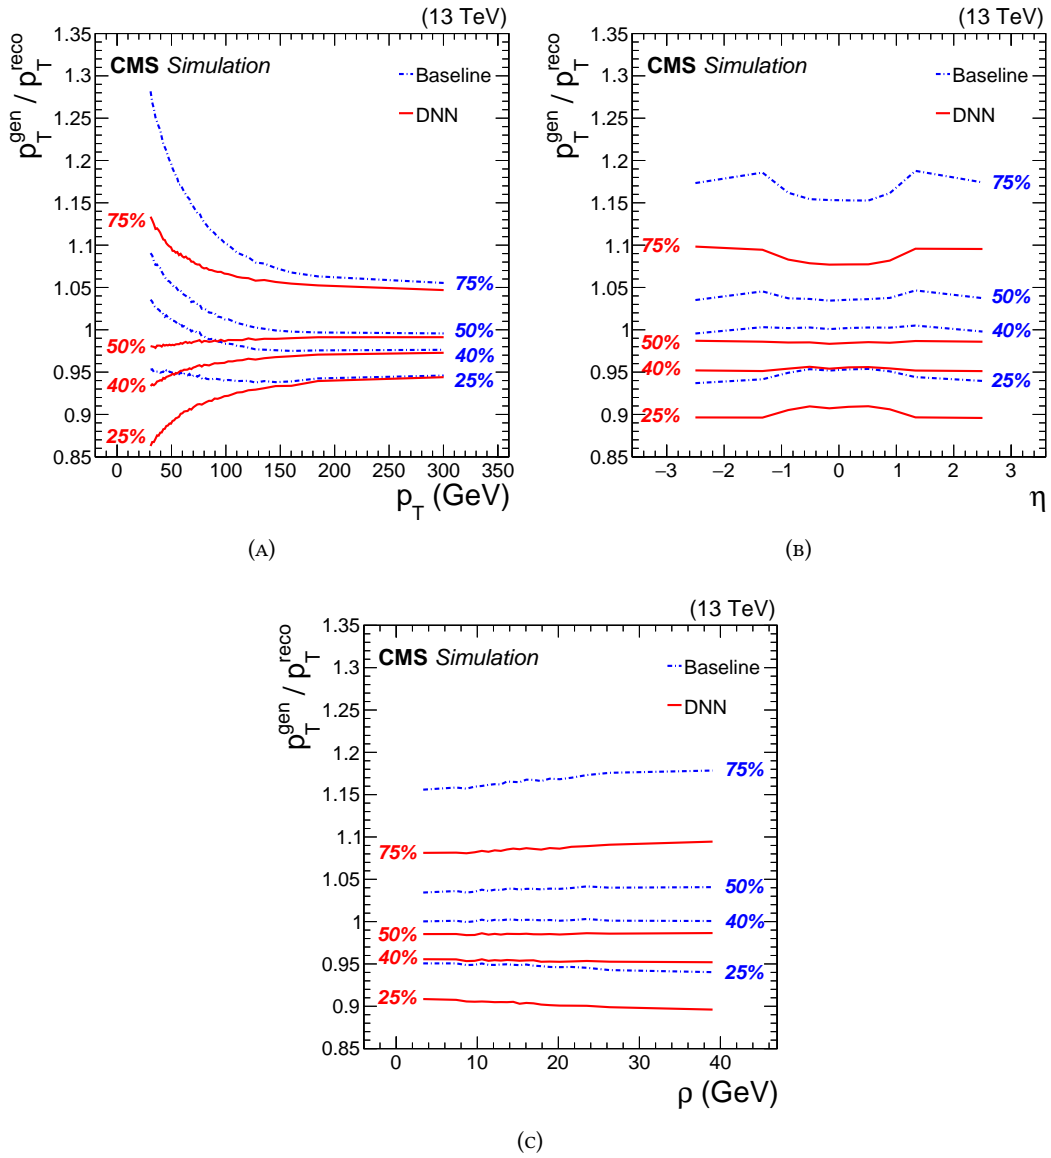 (13 TeV)
CMS Simulation
Baseline
DNN
p_T^gen / p_T^reco
1.35
1.3
1.25
1.2
1.15
1.1
1.05
1
0.95
0.9
0.85
75%
50%
40%
25%
75%
50%
40%
25%
0 50 100 150 200 250 300 350
p_T (GeV)
(A)
(13 TeV)
CMS Simulation
Baseline
DNN
p_T^gen / p_T^reco
1.35
1.3
1.25
1.2
1.15
1.1
1.05
1
0.95
0.9
0.85
75%
50%
40%
25%
75%
50%
40%
25%
−3 −2 −1 0 1 2 3
η
(B)
(13 TeV)
CMS Simulation
Baseline
DNN
p_T^gen / p_T^reco
1.35
1.3
1.25
1.2
1.15
1.1
1.05
1
0.95
0.9
0.85
75%
50%
40%
25%
75%
50%
40%
25%
0 10 20 30 40
ρ (GeV)
(C)